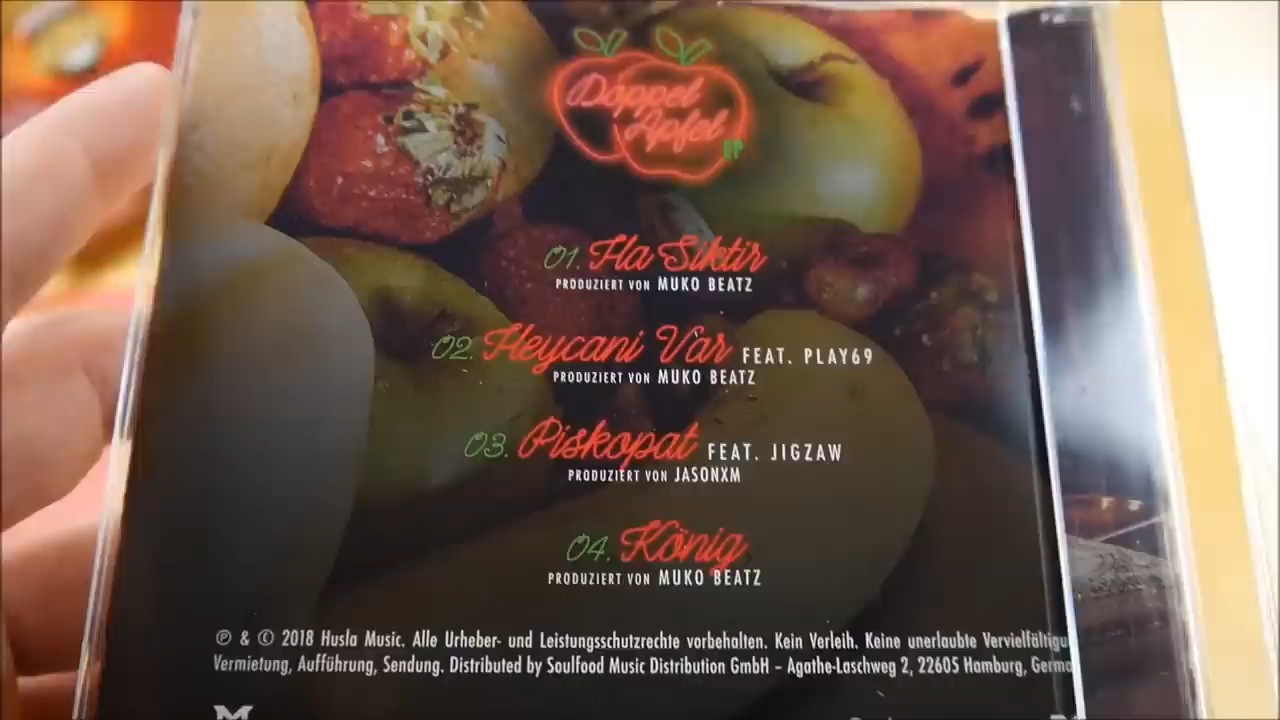 Doppel
Apfel
EP
01. Ha Siktir
PRODUZIERT VON MUKO BEATZ
02. Heycani Var FEAT. PLAY69
PRODUZIERT VON MUKO BEATZ
03. Piskopat FEAT. JIGZAW
PRODUZIERT VON JASONXM
04. König
PRODUZIERT VON MUKO BEATZ
℗ & © 2018 Husla Music. Alle Urheber- und Leistungsschutzrechte vorbehalten. Kein Verleih. Keine unerlaubte Vervielfältigu
Vermietung, Aufführung, Sendung. Distributed by Soulfood Music Distribution GmbH – Agathe-Laschweg 2, 22605 Hamburg, Germa